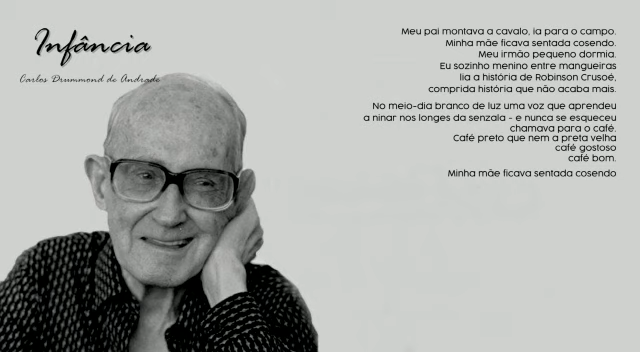 Infância
Carlos Drummond de Andrade
Meu pai montava a cavalo, ia para o campo.
Minha mãe ficava sentada cosendo.
Meu irmão pequeno dormia.
Eu sozinho menino entre mangueiras
lia a história de Robinson Crusoé,
comprida história que não acaba mais.
No meio-dia branco de luz uma voz que aprendeu
a ninar nos longes da senzala - e nunca se esqueceu
chamava para o café.
Café preto que nem a preta velha
café gostoso
café bom.
Minha mãe ficava sentada cosendo